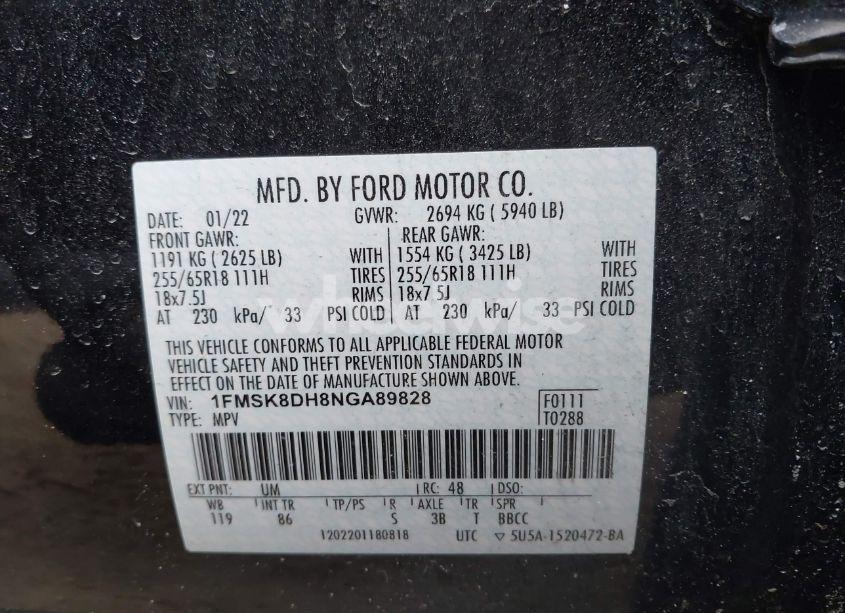 MFD. BY FORD MOTOR CO.
DATE: 01/22 GVWR: 2694 KG ( 5940 LB)
FRONT GAWR: REAR GAWR:
1191 KG ( 2625 LB) WITH 1554 KG ( 3425 LB) WITH
255/65R18 111H TIRES 255/65R18 111H TIRES
18x7.5J RIMS 18x7.5J RIMS
AT 230 kPa/ 33 PSI COLD AT 230 kPa/ 33 PSI COLD
THIS VEHICLE CONFORMS TO ALL APPLICABLE FEDERAL MOTOR
VEHICLE SAFETY AND THEFT PREVENTION STANDARDS IN
EFFECT ON THE DATE OF MANUFACTURE SHOWN ABOVE.
VIN: 1FMSK8DH8NGA89828 F0111
TYPE: MPV T0288
EXT PNT: UM RC: 48 DSO:
WB INT TR TP/PS R AXLE TR SPR
119 86 S 3B T BBCC
1202201180818 UTC ▽ 5U5A-1520472-BA